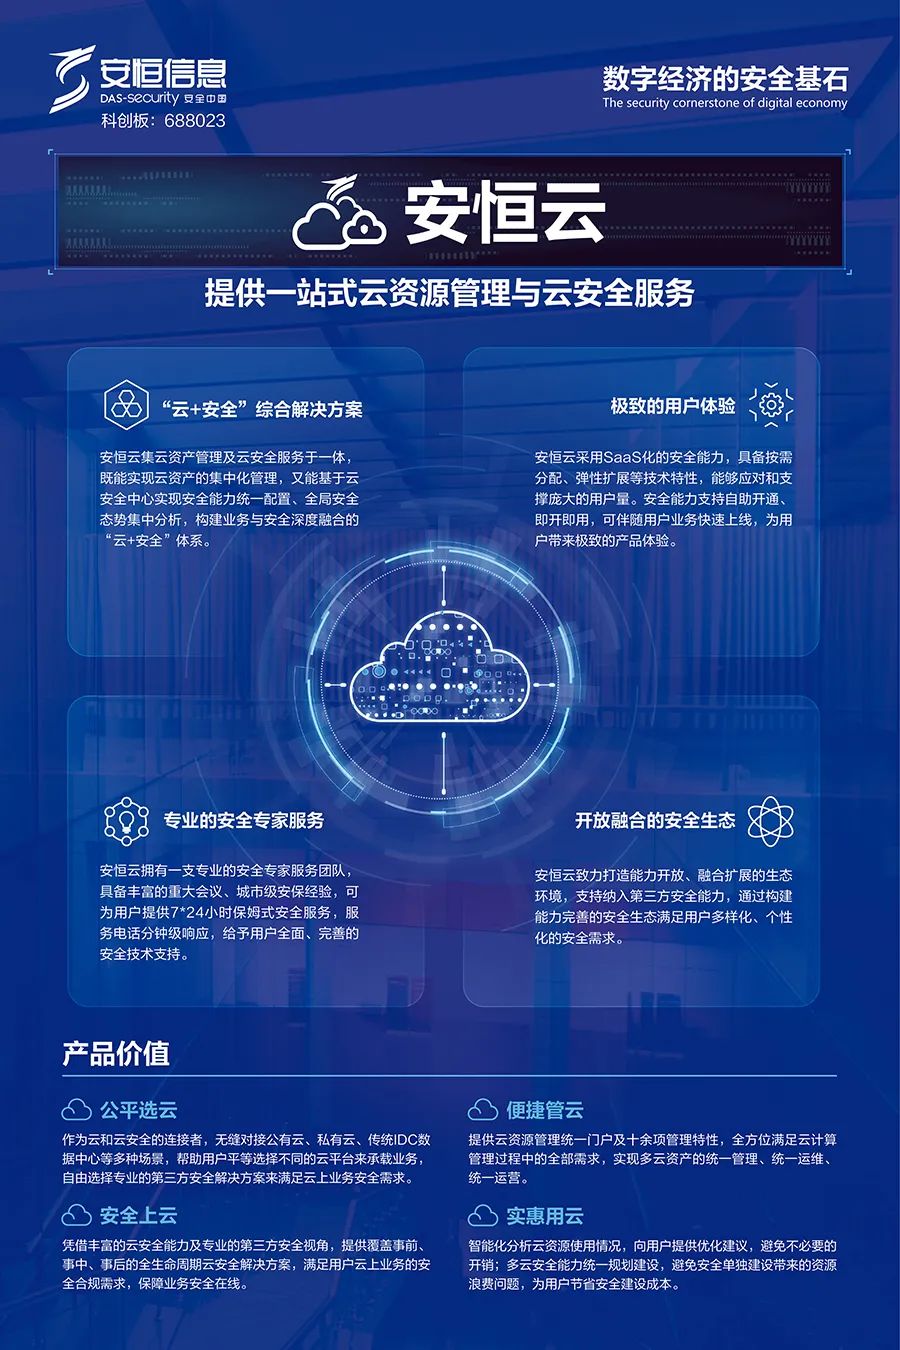 安恒信息
DAS-security 安全中国
科创板：688023
数字经济的安全基石
The security cornerstone of digital economy
安恒云
提供一站式云资源管理与云安全服务
“云+安全”综合解决方案
安恒云集云资产管理及云安全服务于一体，
既能实现云资产的集中化管理，又能基于云
安全中心实现安全能力统一配置、全局安全
态势集中分析，构建业务与安全深度融合的
“云+安全”体系。
极致的用户体验
安恒云采用SaaS化的安全能力，具备按需
分配、弹性扩展等技术特性，能够应对和支
撑庞大的用户量。安全能力支持自助开通、
即开即用，可伴随用户业务快速上线，为用
户带来极致的产品体验。
专业的安全专家服务
安恒云拥有一支专业的安全专家服务团队，
具备丰富的重大会议、城市级安保经验，可
为用户提供7*24小时保姆式安全服务，服
务电话分钟级响应，给予用户全面、完善的
安全技术支持。
开放融合的安全生态
安恒云致力打造能力开放、融合扩展的生态
环境，支持纳入第三方安全能力，通过构建
能力完善的安全生态满足用户多样化、个性
化的安全需求。
产品价值
公平选云
作为云和云安全的连接者，无缝对接公有云、私有云、传统IDC数
据中心等多种场景，帮助用户平等选择不同的云平台来承载业务，
自由选择专业的第三方安全解决方案来满足云上业务安全需求。
便捷管云
提供云资源管理统一门户及十余项管理特性，全方位满足云计算
管理过程中的全部需求，实现多云资产的统一管理、统一运维、
统一运营。
安全上云
凭借丰富的云安全能力及专业的第三方安全视角，提供覆盖事前、
事中、事后的全生命周期云安全解决方案，满足用户云上业务的安
全合规需求，保障业务安全在线。
实惠用云
智能化分析云资源使用情况，向用户提供优化建议，避免不必要的
开销；多云安全能力统一规划建设，避免安全单独建设带来的资源
浪费问题，为用户节省安全建设成本。